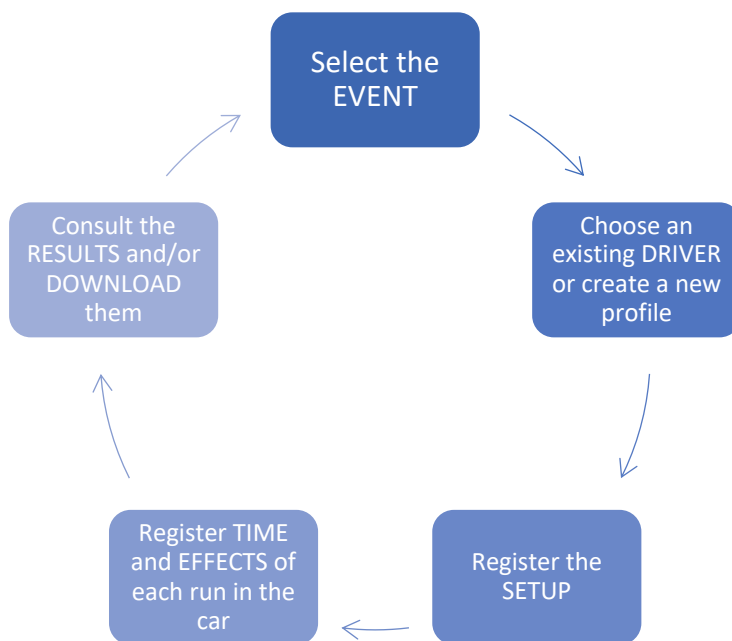 Select the
EVENT
Choose an
existing DRIVER
or create a new
profile
Register the
SETUP
Register TIME
and EFFECTS of
each run in the
car
Consult the
RESULTS and/or
DOWNLOAD
them